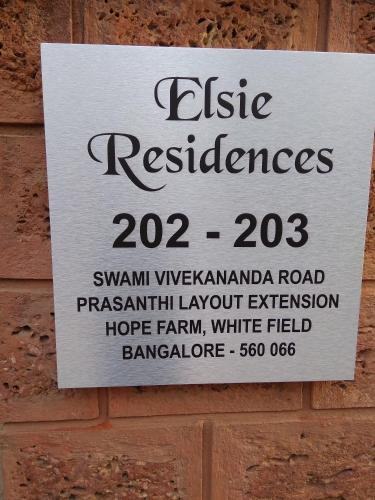 Elsie
Residences
202 - 203
SWAMI VIVEKANANDA ROAD
PRASANTHI LAYOUT EXTENSION
HOPE FARM, WHITE FIELD
BANGALORE - 560 066